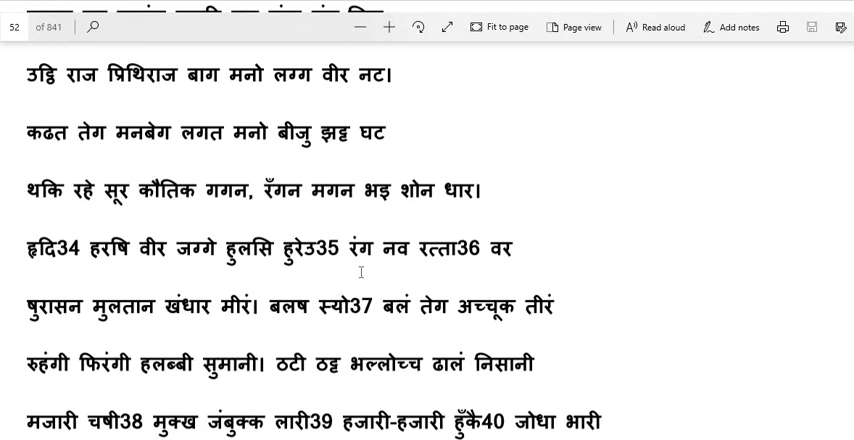 52 of 841 Fit to page Page view Read aloud Add notes
उट्ठि राज प्रिथिराज बाग मनो लग्ग वीर नट।
कढत तेग मनबेग लगत मनो बीजु झट्ट घट
थकि रहे सूर कौतिक गगन, रँगन मगन भइ शोन धार।
हृदि34 हरषि वीर जग्गे हुलसि हुरेउ35 रंग नव रत्ता36 वर
षुरासन मुलतान खंधार मीरं। बलष स्यो37 बलं तेग अच्चूक तीरं
रुहंगी फिरंगी हलब्बी सुमानी। ठटी ठट्ट भल्लोच्च ढालं निसानी
मजारी चषी38 मुक्ख जंबुक्क लारी39 हजारी-हजारी हुँकै40 जोधा भारी